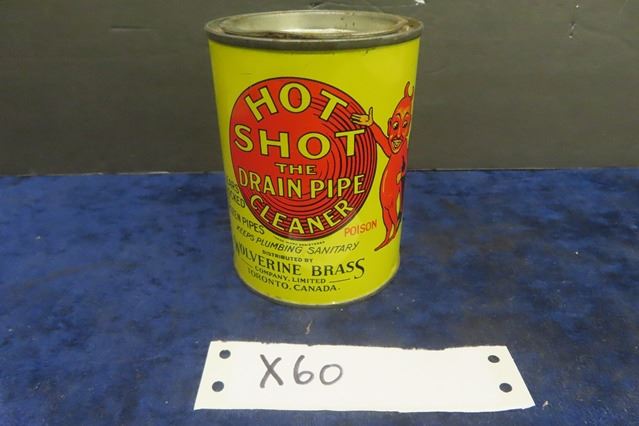 HOT
SHOT
THE
DRAIN PIPE
CLEANER
PIPES
POISON
KEEPS PLUMBING SANITARY
DISTRIBUTED BY
WOLVERINE BRASS
COMPANY, LIMITED
TORONTO, CANADA.
X60